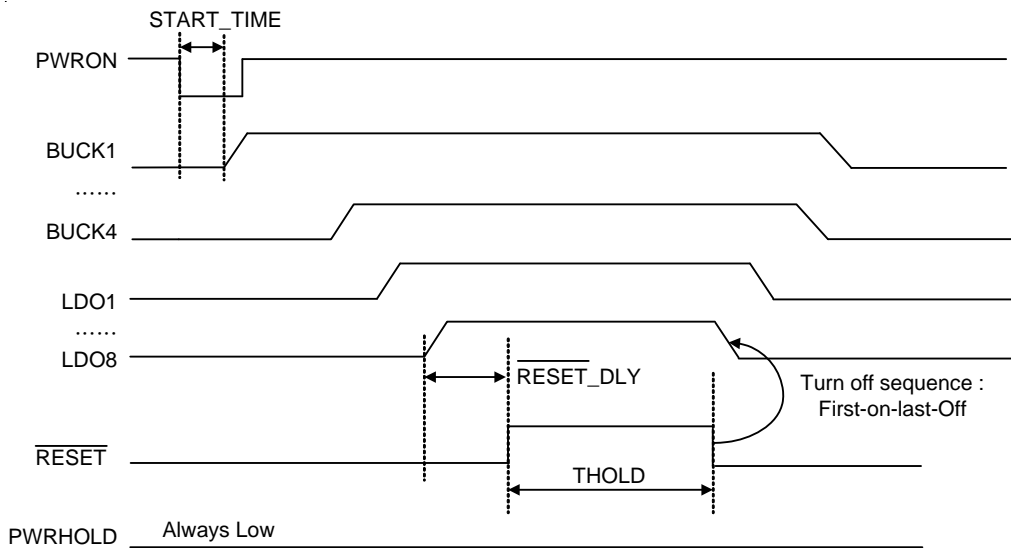 START_TIME
PWRON
BUCK1
……
BUCK4
LDO1
……
LDO8
RESET_DLY
Turn off sequence :
First-on-last-Off
RESET
THOLD
PWRHOLD
Always Low